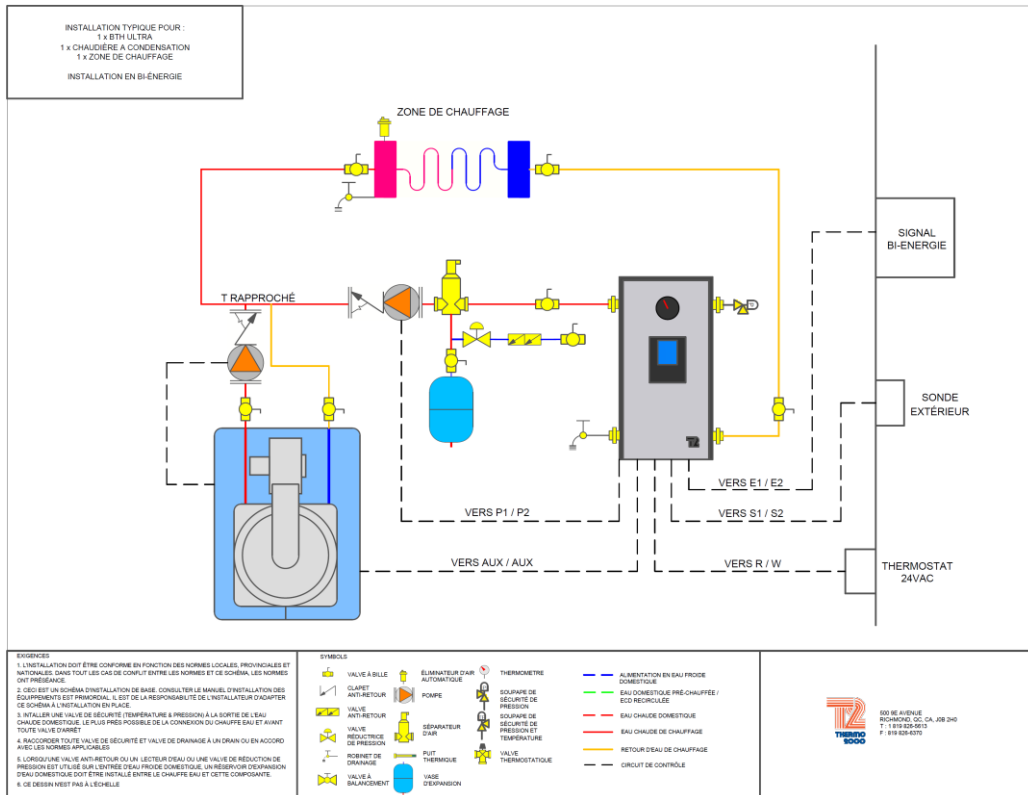 INSTALLATION TYPIQUE POUR :
1 x BTH ULTRA
1 x CHAUDIÈRE A CONDENSATION
1 x ZONE DE CHAUFFAGE
INSTALLATION EN BI-ÉNERGIE
ZONE DE CHAUFFAGE
SIGNAL
BI-ENERGIE
T RAPPROCHÉ
SONDE
EXTÉRIEUR
VERS E1 / E2
VERS P1 / P2
VERS S1 / S2
VERS AUX / AUX
VERS R / W
THERMOSTAT
24VAC
EXIGENCES
1. L'INSTALLATION DOIT ÊTRE CONFORME EN FONCTION DES NORMES LOCALES, PROVINCIALES ET
NATIONALES. DANS TOUT LES CAS DE CONFLIT ENTRE LES NORMES ET CE SCHÉMA, LES NORMES
ONT PRÉSÉANCE.
2. CECI EST UN SCHÉMA D'INSTALLATION DE BASE. CONSULTER LE MANUEL D'INSTALLATION DES
ÉQUIPEMENTS EST PRIMORDIAL. IL EST DE LA RESPONSABILITÉ DE L'INSTALLATEUR D'ADAPTER
CE SCHÉMA À L'INSTALLATION EN PLACE.
3. INTALLER UNE VALVE DE SÉCURITÉ (TEMPÉRATURE & PRESSION) À LA SORTIE DE L'EAU
CHAUDE DOMESTIQUE, LE PLUS PRÈS POSSIBLE DE LA CONNEXION DU CHAUFFE EAU ET AVANT
TOUTE VALVE D'ARRÊT
4. RACCORDER TOUTE VALVE DE SÉCURITÉ ET VALVE DE DRAINAGE À UN DRAIN OU EN ACCORD
AVEC LES NORMES APPLICABLES
5. LORSQU'UNE VALVE ANTI-RETOUR OU UN LECTEUR D'EAU OU UNE VALVE DE RÉDUCTION DE
PRESSION EST UTILISÉ SUR L'ENTRÉE D'EAU FROIDE DOMESTIQUE, UN RÉSERVOIR D'EXPANSION
D'EAU DOMESTIQUE DOIT ÊTRE INSTALLÉ ENTRE LE CHAUFFE EAU ET CETTE COMPOSANTE.
6. CE DESSIN N'EST PAS À L'ÉCHELLE
SYMBOLS
VALVE À BILLE
CLAPET
ANTI-RETOUR
VALVE
ANTI-RETOUR
VALVE
RÉDUCTRICE
DE PRESSION
ROBINET DE
DRAINAGE
VALVE À
BALANCEMENT
ÉLIMINATEUR D'AIR
AUTOMATIQUE
POMPE
SÉPARATEUR
D'AIR
PUIT
THERMIQUE
VASE
D'EXPANSION
THERMOMETRE
SOUPAPE DE
SÉCURITÉ DE
PRESSION
SOUPAPE DE
SÉCURITÉ DE
PRESSION ET
TEMPÉRATURE
VALVE
THERMOSTATIQUE
ALIMENTATION EN EAU FROIDE
DOMESTIQUE
EAU DOMESTIQUE PRÉ-CHAUFFÉE /
ECD RECIRCULÉE
EAU CHAUDE DOMESTIQUE
EAU CHAUDE DE CHAUFFAGE
RETOUR D'EAU DE CHAUFFAGE
CIRCUIT DE CONTRÔLE
T2
THERMO
2000
500 9E AVENUE
RICHMOND, QC, CA, J0B 2H0
T : 1 819 826-5613
F : 819 826-6370